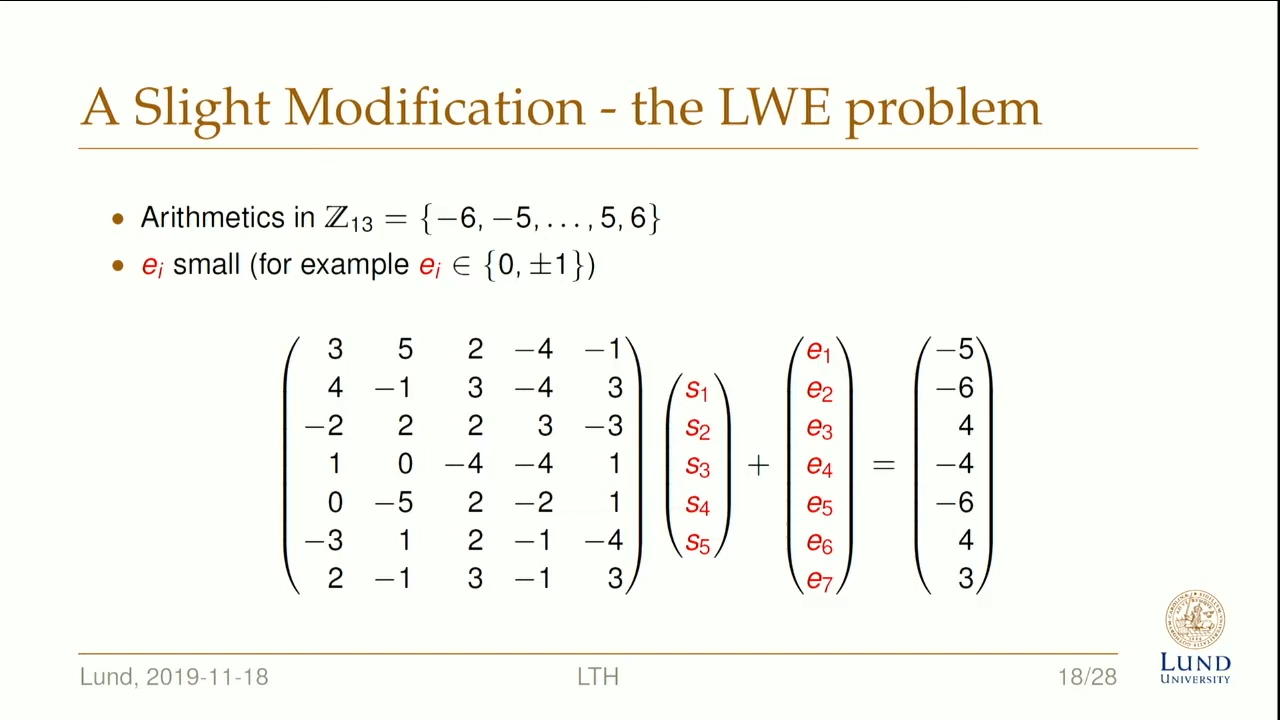 A Slight Modification - the LWE problem
• Arithmetics in ℤ₁₃ = {−6, −5, . . . , 5, 6}
• eᵢ small (for example eᵢ ∈ {0, ±1})
3 5 2 −4 −1 e₁ −5
4 −1 3 −4 3 s₁ e₂ −6
−2 2 2 3 −3 s₂ e₃ 4
1 0 −4 −4 1 s₃ + e₄ = −4
0 −5 2 −2 1 s₄ e₅ −6
−3 1 2 −1 −4 s₅ e₆ 4
2 −1 3 −1 3 e₇ 3
Lund, 2019-11-18 LTH 18/28
LUND
UNIVERSITY